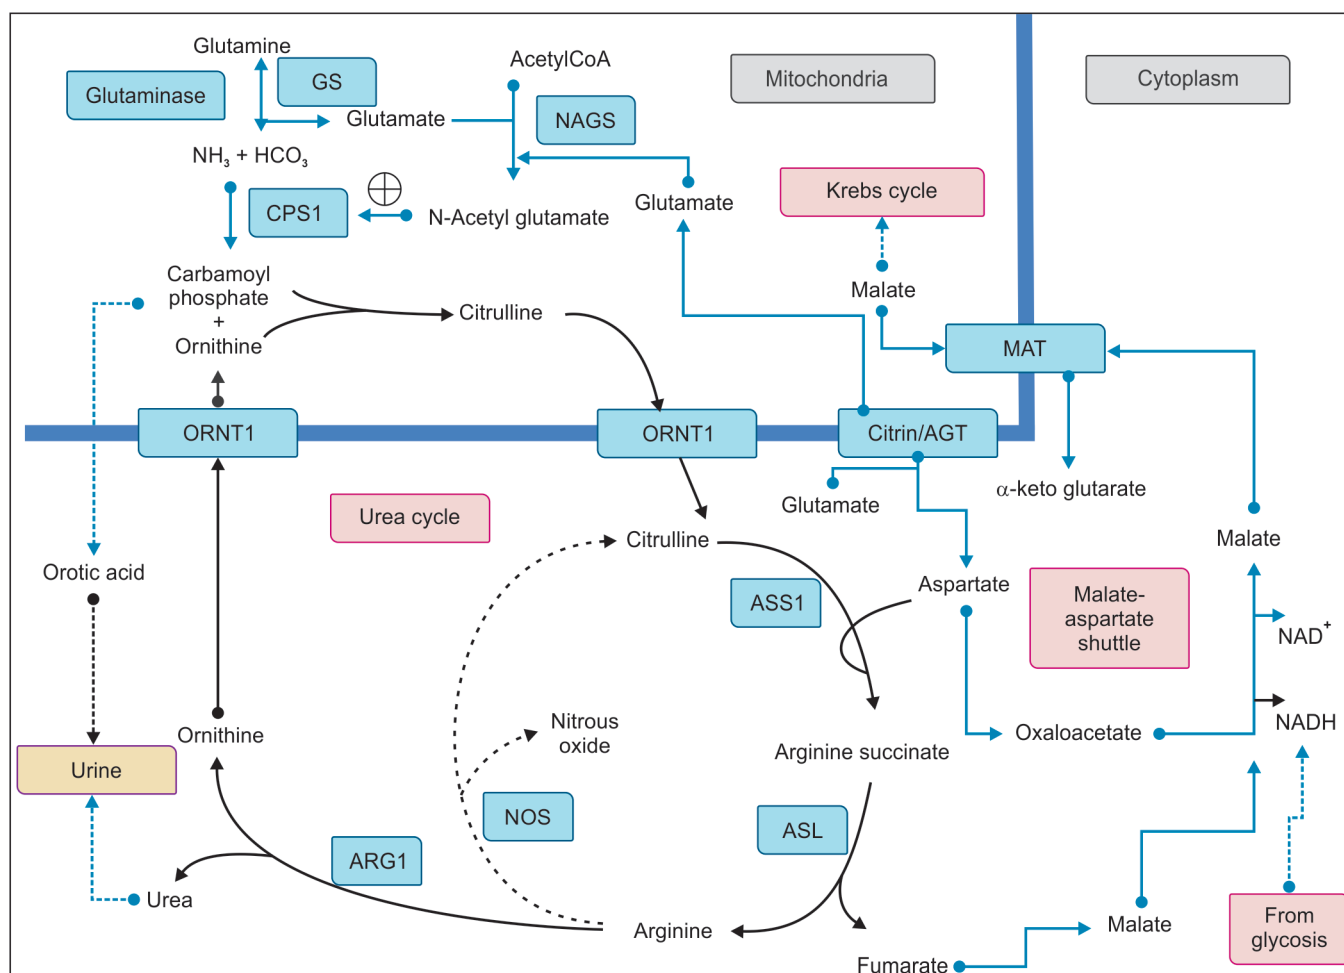 Glutamine
AcetylCoA
Mitochondria
Cytoplasm
Glutaminase
GS
Glutamate
NAGS
NH₃ + HCO₃
Krebs cycle
CPS1
N-Acetyl glutamate
Glutamate
Carbamoyl
phosphate
+
Ornithine
Citrulline
Malate
MAT
ORNT1
ORNT1
Citrin/AGT
α-keto glutarate
Glutamate
Urea cycle
Citrulline
Malate
Orotic acid
ASS1
Aspartate
Malate-
aspartate
shuttle
NAD⁺
Nitrous
oxide
Ornithine
Oxaloacetate
NADH
Arginine succinate
Urine
NOS
ASL
ARG1
Urea
Arginine
Malate
From
glycosis
Fumarate